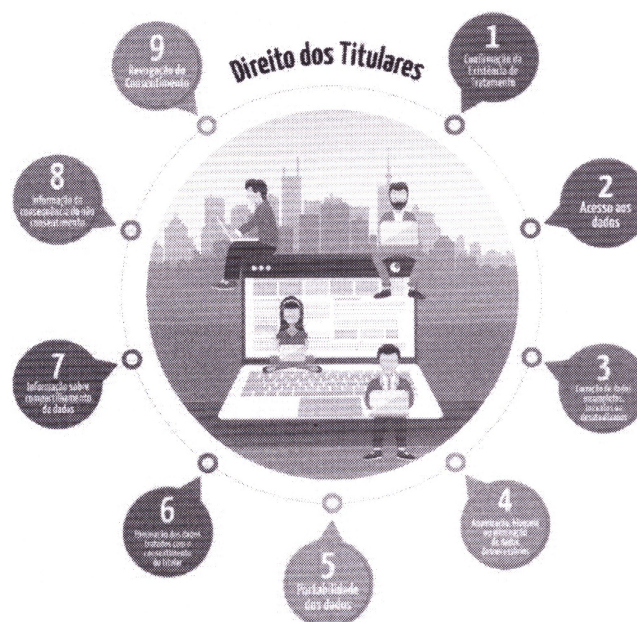 Direito dos Titulares
1
Confirmação da
Existência de
Tratamento
2
Acesso aos
dados
3
Correção de dados
incompletos,
inexatos ou
desatualizados
4
Anonimização, bloqueio
ou eliminação
de dados
desnecessários
5
Portabilidade
dos dados
6
Eliminação dos dados
tratados com o
consentimento
do titular
7
Informação sobre
compartilhamento
de dados
8
Informação da
consequência do não
consentimento
9
Revogação do
Consentimento